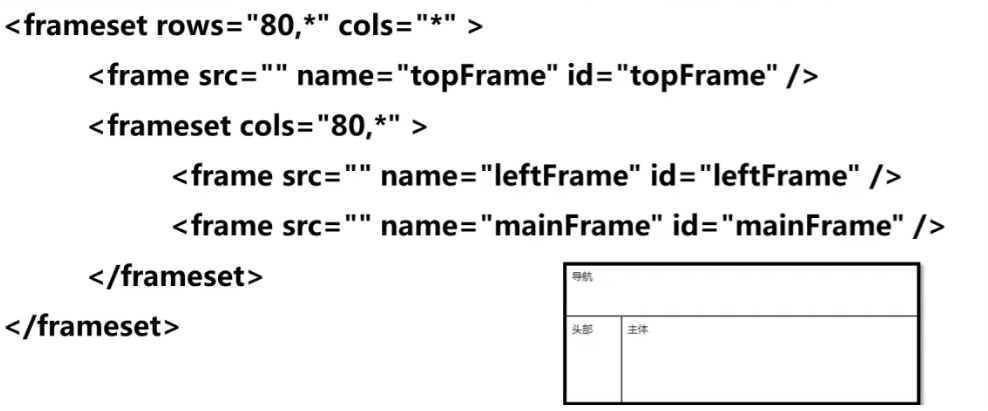 <frameset rows="80,*" cols="*" >
<frame src="" name="topFrame" id="topFrame" />
<frameset cols="80,*" >
<frame src="" name="leftFrame" id="leftFrame" />
<frame src="" name="mainFrame" id="mainFrame" />
</frameset>
</frameset>
导航
头部 主体